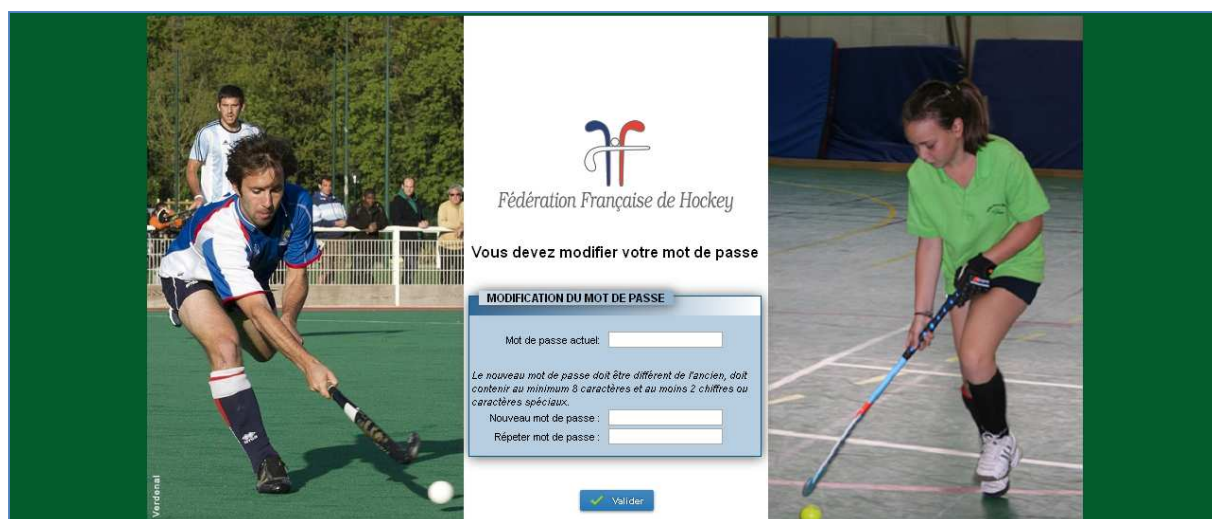 Fédération Française de Hockey
Vous devez modifier votre mot de passe
MODIFICATION DU MOT DE PASSE
Mot de passe actuel:
Le nouveau mot de passe doit être différent de l'ancien, doit
contenir au minimum 8 caractères et au moins 2 chiffres ou
caractères spéciaux.
Nouveau mot de passe :
Répeter mot de passe :
Valider
Verdenal